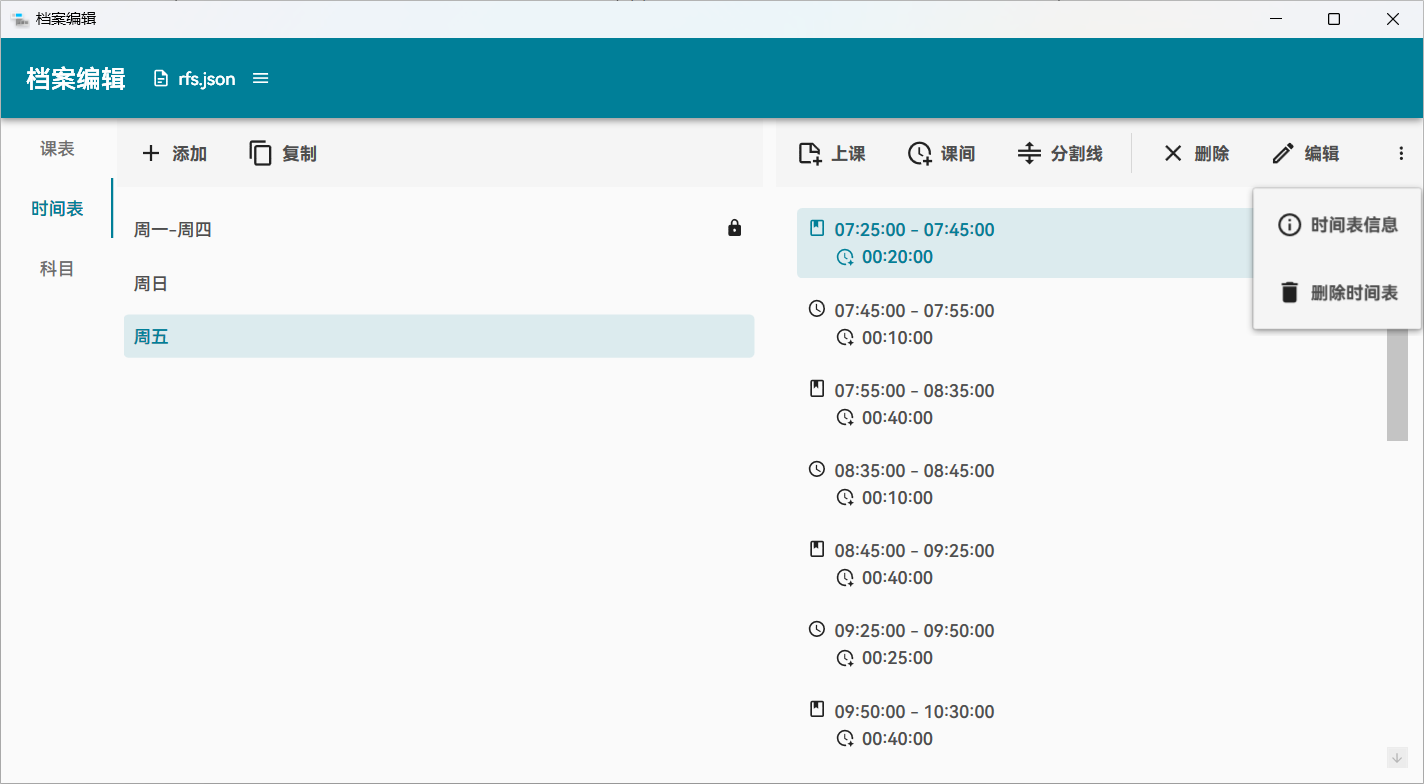 档案编辑
档案编辑 rfs.json
课表
时间表
科目
添加 复制
周一-周四
周日
周五
上课 课间 分割线 删除 编辑
时间表信息
删除时间表
07:25:00 - 07:45:00
00:20:00
07:45:00 - 07:55:00
00:10:00
07:55:00 - 08:35:00
00:40:00
08:35:00 - 08:45:00
00:10:00
08:45:00 - 09:25:00
00:40:00
09:25:00 - 09:50:00
00:25:00
09:50:00 - 10:30:00
00:40:00